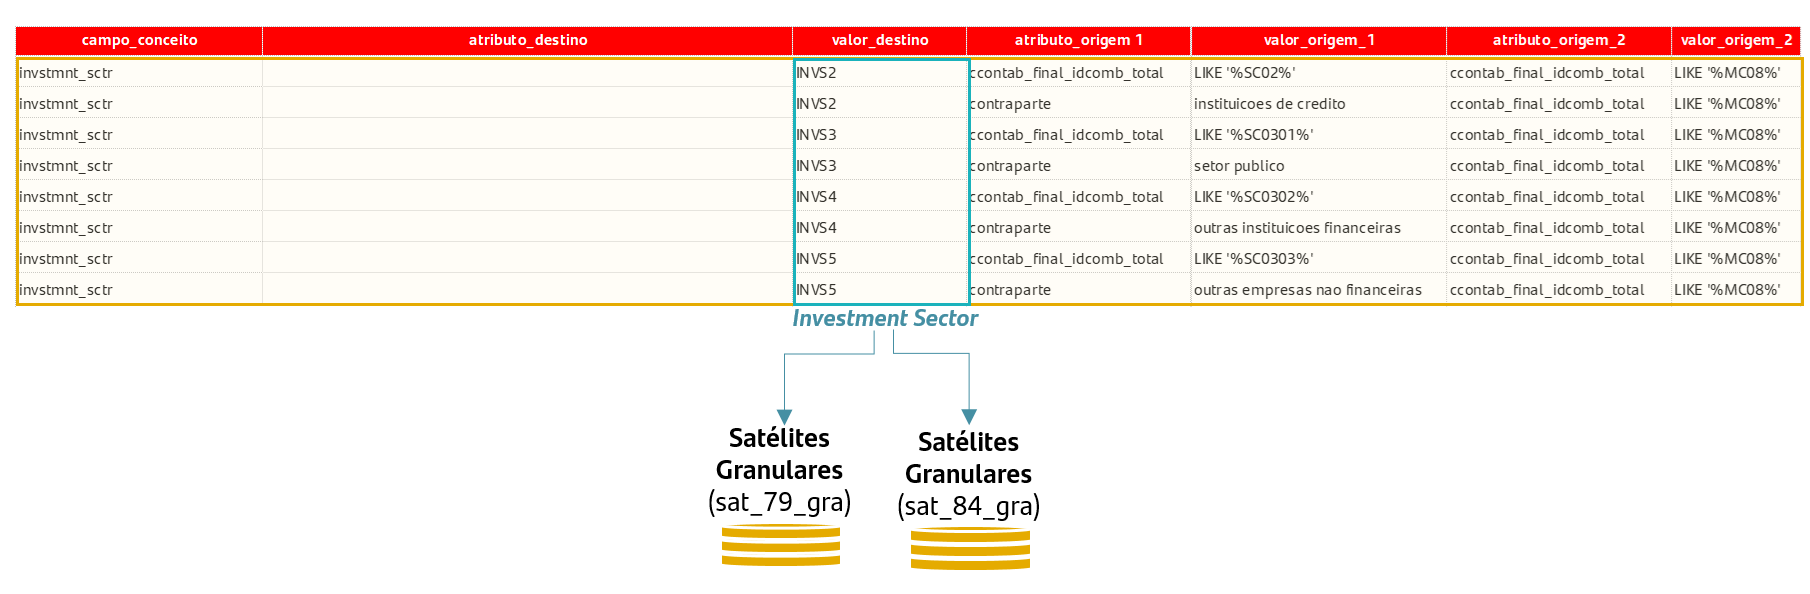 campo_conceito atributo_destino valor_destino atributo_origem 1 valor_origem_1 atributo_origem_2 valor_origem_2
invstmnt_sctr INVS2 ccontab_final_idcomb_total LIKE '%SC02%' ccontab_final_idcomb_total LIKE '%MC08%'
invstmnt_sctr INVS2 contraparte instituicoes de credito ccontab_final_idcomb_total LIKE '%MC08%'
invstmnt_sctr INVS3 ccontab_final_idcomb_total LIKE '%SC0301%' ccontab_final_idcomb_total LIKE '%MC08%'
invstmnt_sctr INVS3 contraparte setor publico ccontab_final_idcomb_total LIKE '%MC08%'
invstmnt_sctr INVS4 ccontab_final_idcomb_total LIKE '%SC0302%' ccontab_final_idcomb_total LIKE '%MC08%'
invstmnt_sctr INVS4 contraparte outras instituicoes financeiras ccontab_final_idcomb_total LIKE '%MC08%'
invstmnt_sctr INVS5 ccontab_final_idcomb_total LIKE '%SC0303%' ccontab_final_idcomb_total LIKE '%MC08%'
invstmnt_sctr INVS5 contraparte outras empresas nao financeiras ccontab_final_idcomb_total LIKE '%MC08%'
Investment Sector
Satélites
Granulares
(sat_79_gra)
Satélites
Granulares
(sat_84_gra)